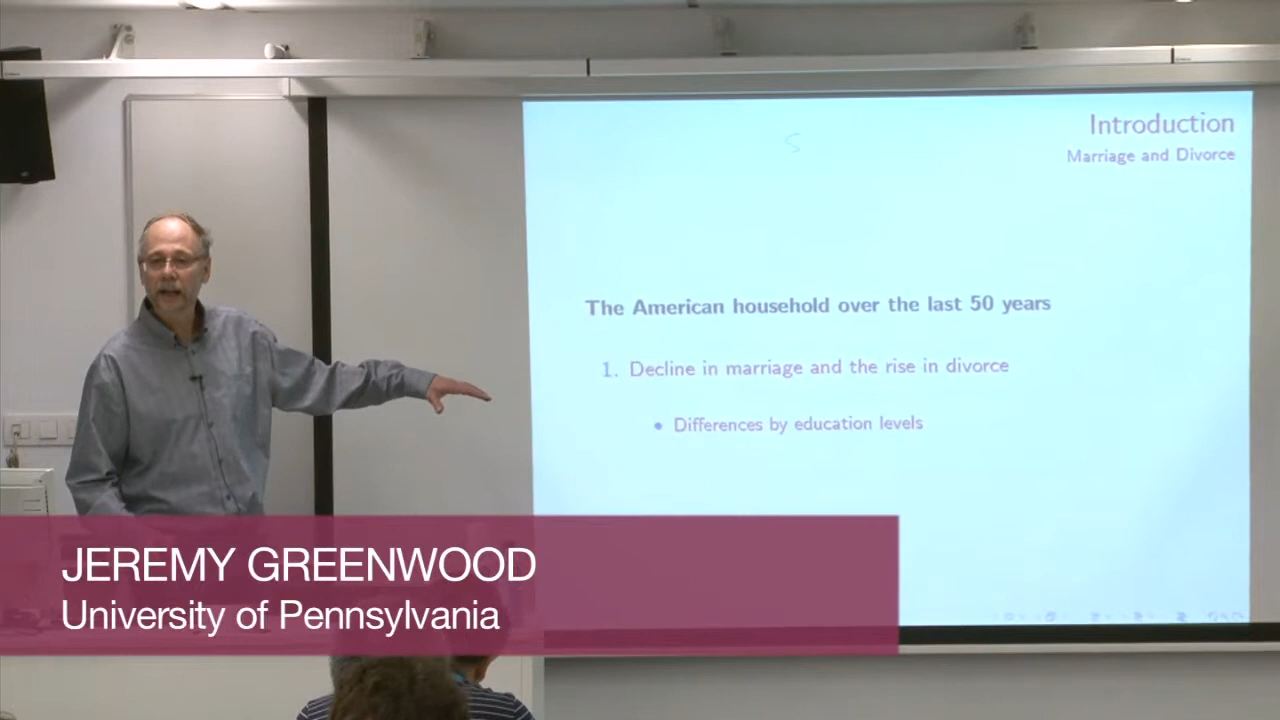 Introduction
Marriage and Divorce
The American household over the last 50 years
1. Decline in marriage and the rise in divorce
• Differences by education levels
JEREMY GREENWOOD
University of Pennsylvania